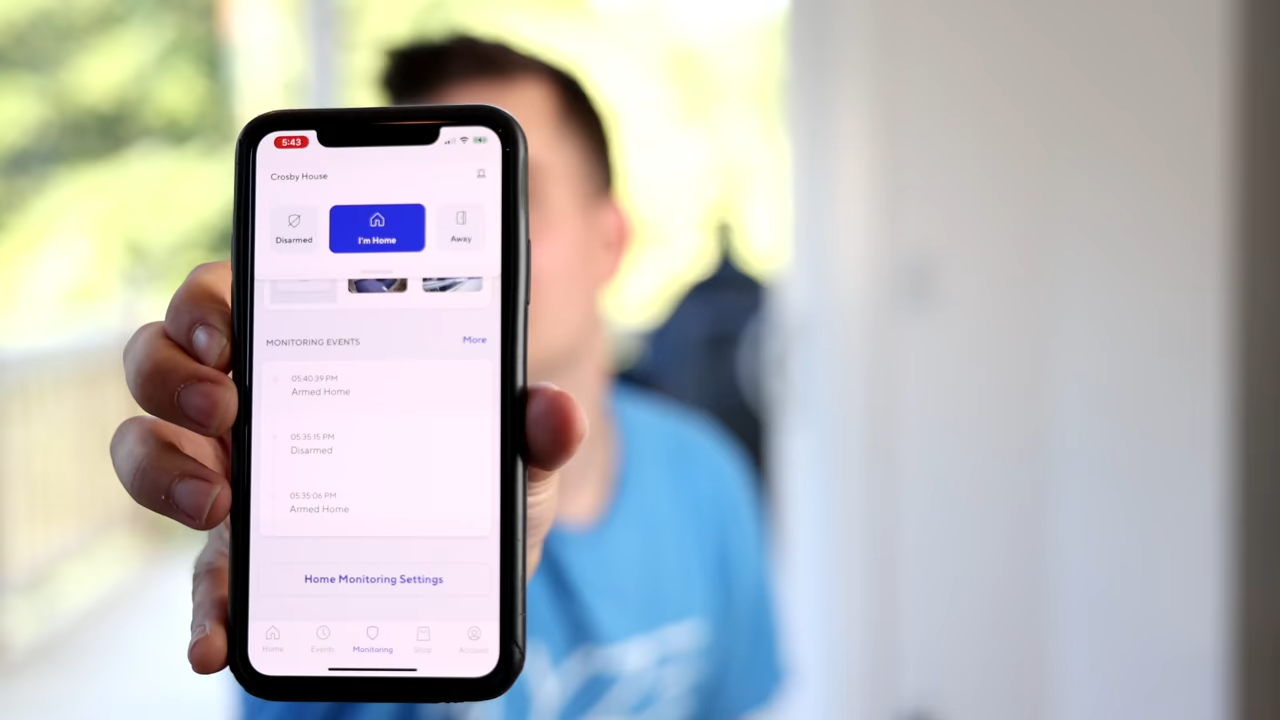 5:43
Crosby House
Disarmed
I'm Home
Away
MONITORING EVENTS
More
05:40:39 PM
Armed Home
05:35:15 PM
Disarmed
05:35:06 PM
Armed Home
Home Monitoring Settings
Home
Events
Monitoring
Shop
Account